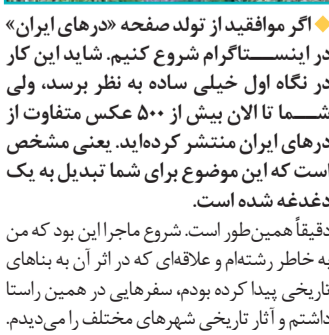 اگر موافقید از تولد صفحه «درهای ایران»
در اینستاگرام شروع کنیم. شاید این کار
در نگاه اول خیلی ساده به نظر برسد، ولی
شما تا الان بیش از ۵۰۰ عکس متفاوت از
درهای ایران منتشر کرده‌اید. یعنی مشخص
است که این موضوع برای شما تبدیل به یک
دغدغه شده است.
دقیقاً همین‌طور است. شروع ماجرا این بود که من
به خاطر رشته‌ام و علاقه‌ای که در اثر آن به بناهای
تاریخی پیدا کرده بودم، سفرهایی در همین راستا
داشتم و آثار تاریخی شهرهای مختلف را می‌دیدم.